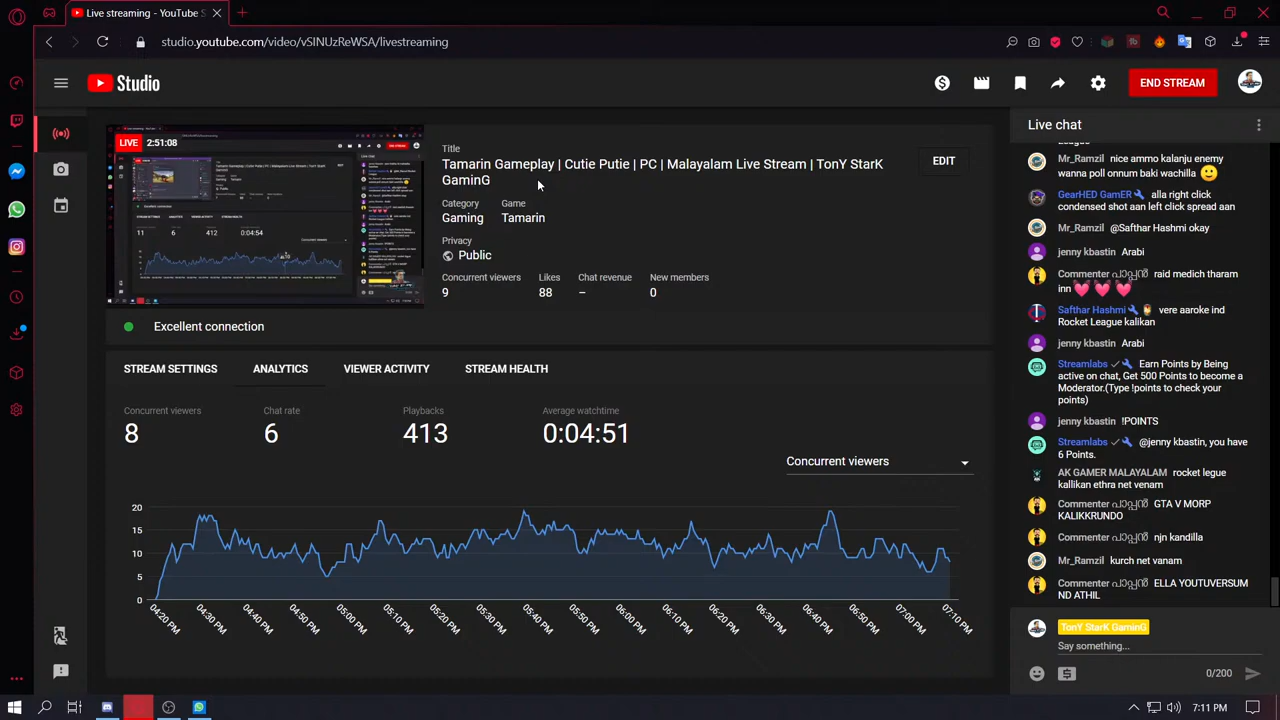 Live streaming - YouTube S
studio.youtube.com/video/vSINUzReWSA/livestreaming
Studio
END STREAM
LIVE 2:51:08
Title
Tamarin Gameplay | Cutie Putie | PC | Malayalam Live Stream | TonY StarK
GaminG
EDIT
Category Game
Gaming Tamarin
Privacy
Public
Concurrent viewers Likes Chat revenue New members
9 88 – 0
Excellent connection
STREAM SETTINGS ANALYTICS VIEWER ACTIVITY STREAM HEALTH
Concurrent viewers Chat rate Playbacks Average watchtime
8 6 413 0:04:51
Concurrent viewers
20
15
10
5
0
04:20 PM 04:30 PM 04:40 PM 04:50 PM 05:00 PM 05:10 PM 05:20 PM 05:30 PM 05:40 PM 05:50 PM 06:00 PM 06:10 PM 06:20 PM 06:30 PM 06:40 PM 06:50 PM 07:00 PM 07:10 PM
Live chat
Mr_Ramzil nice ammo kalanju enemy
wanna poll onnum baki vachilla
GearHED GamER alla right click
condensed shot aan left click spread aan
Mr_Ramzil @Safthar Hashmi okay
jenny kbastin Arabi
Commenter പാപ്പൻ raid medich tharan
inn
Safthar Hashmi vere aaroke ind
Rocket League kalikan
jenny kbastin Arabi
Streamlabs Earn Points by Being
active on chat, Get 500 Points to become a
Moderator.(Type !points to check your
points)
jenny kbastin !POINTS
Streamlabs @jenny kbastin, you have
6 Points.
AK GAMER MALAYALAM rocket legue
kallikan ethra net venam
Commenter പാപ്പൻ GTA V MORP
KALIKKRUNDO
Commenter njn kandilla
Mr_Ramzil kurch net vanam
Commenter പാപ്പൻ ELLA YOUTUVERSUM
ND ATHIL
TonY StarK GaminG
Say something...
0/200
7:11 PM